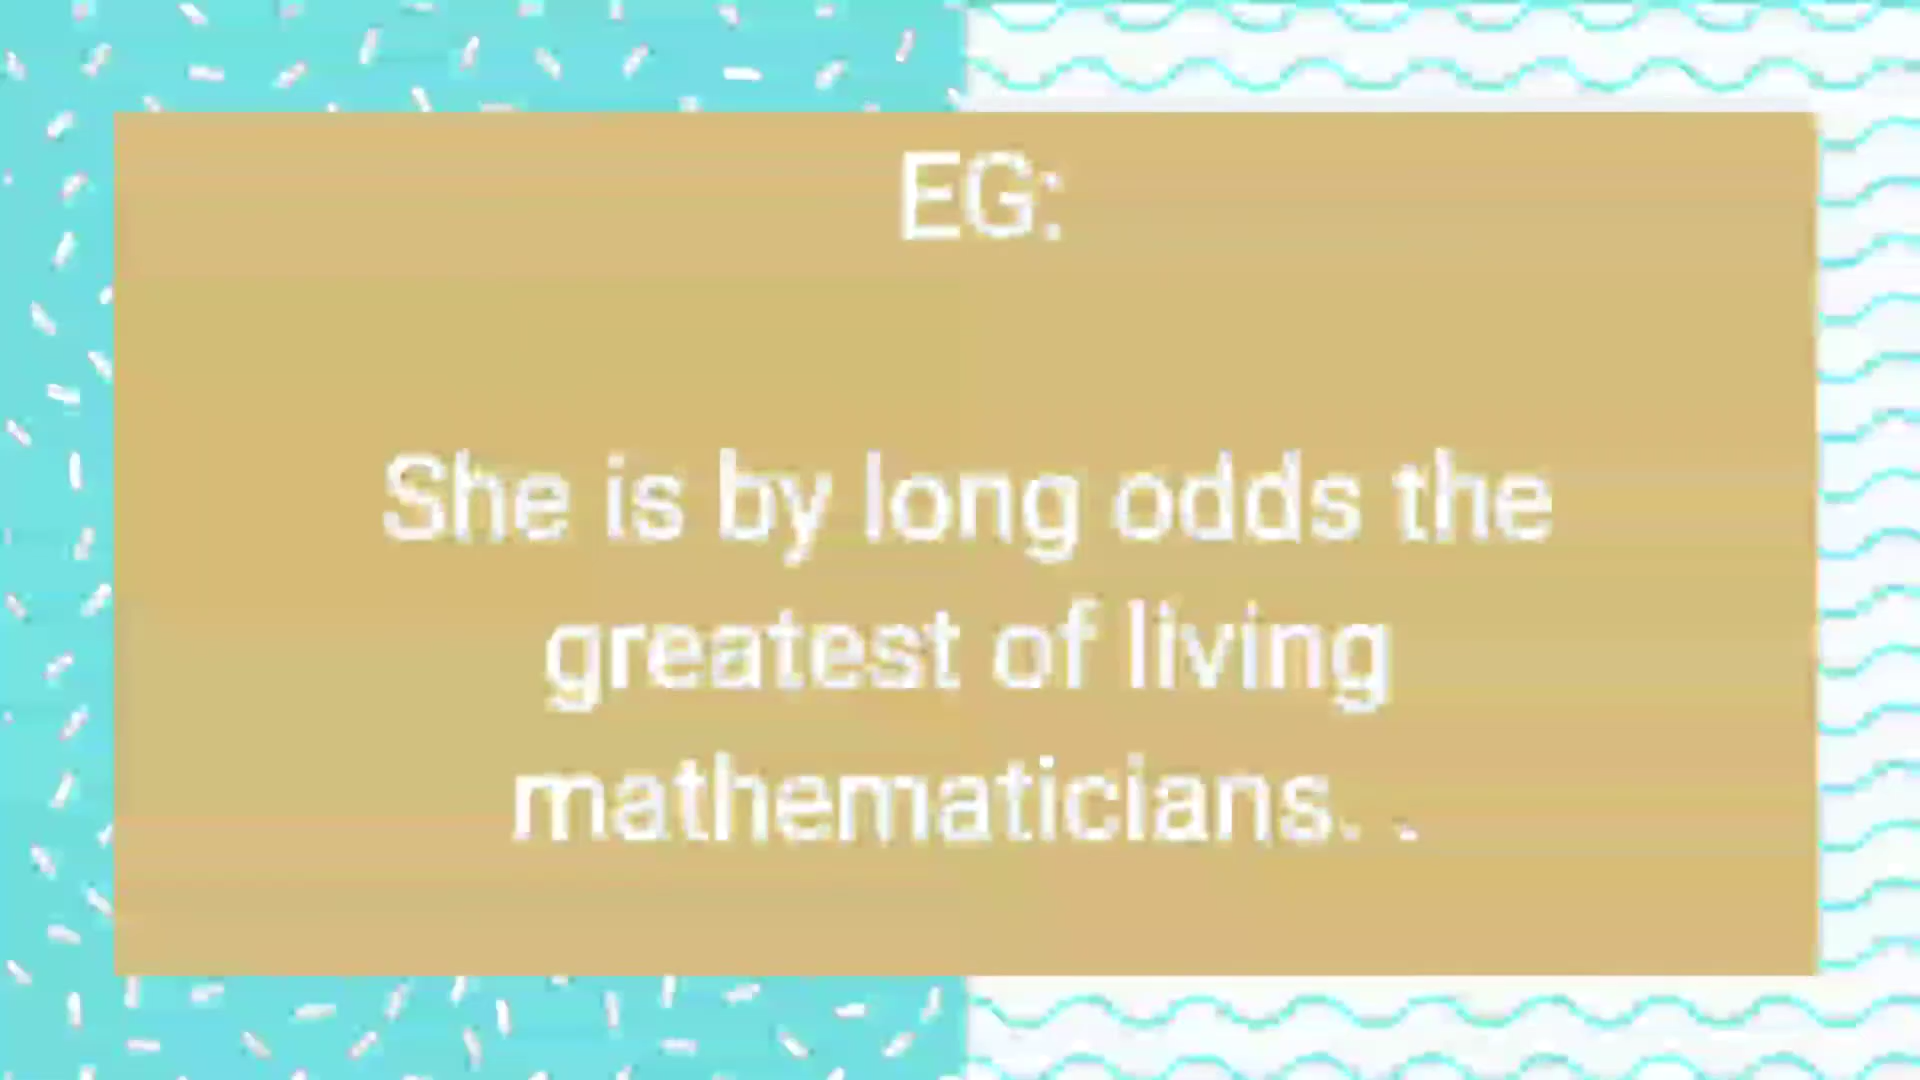 EG:
She is by long odds the
greatest of living
mathematicians. .